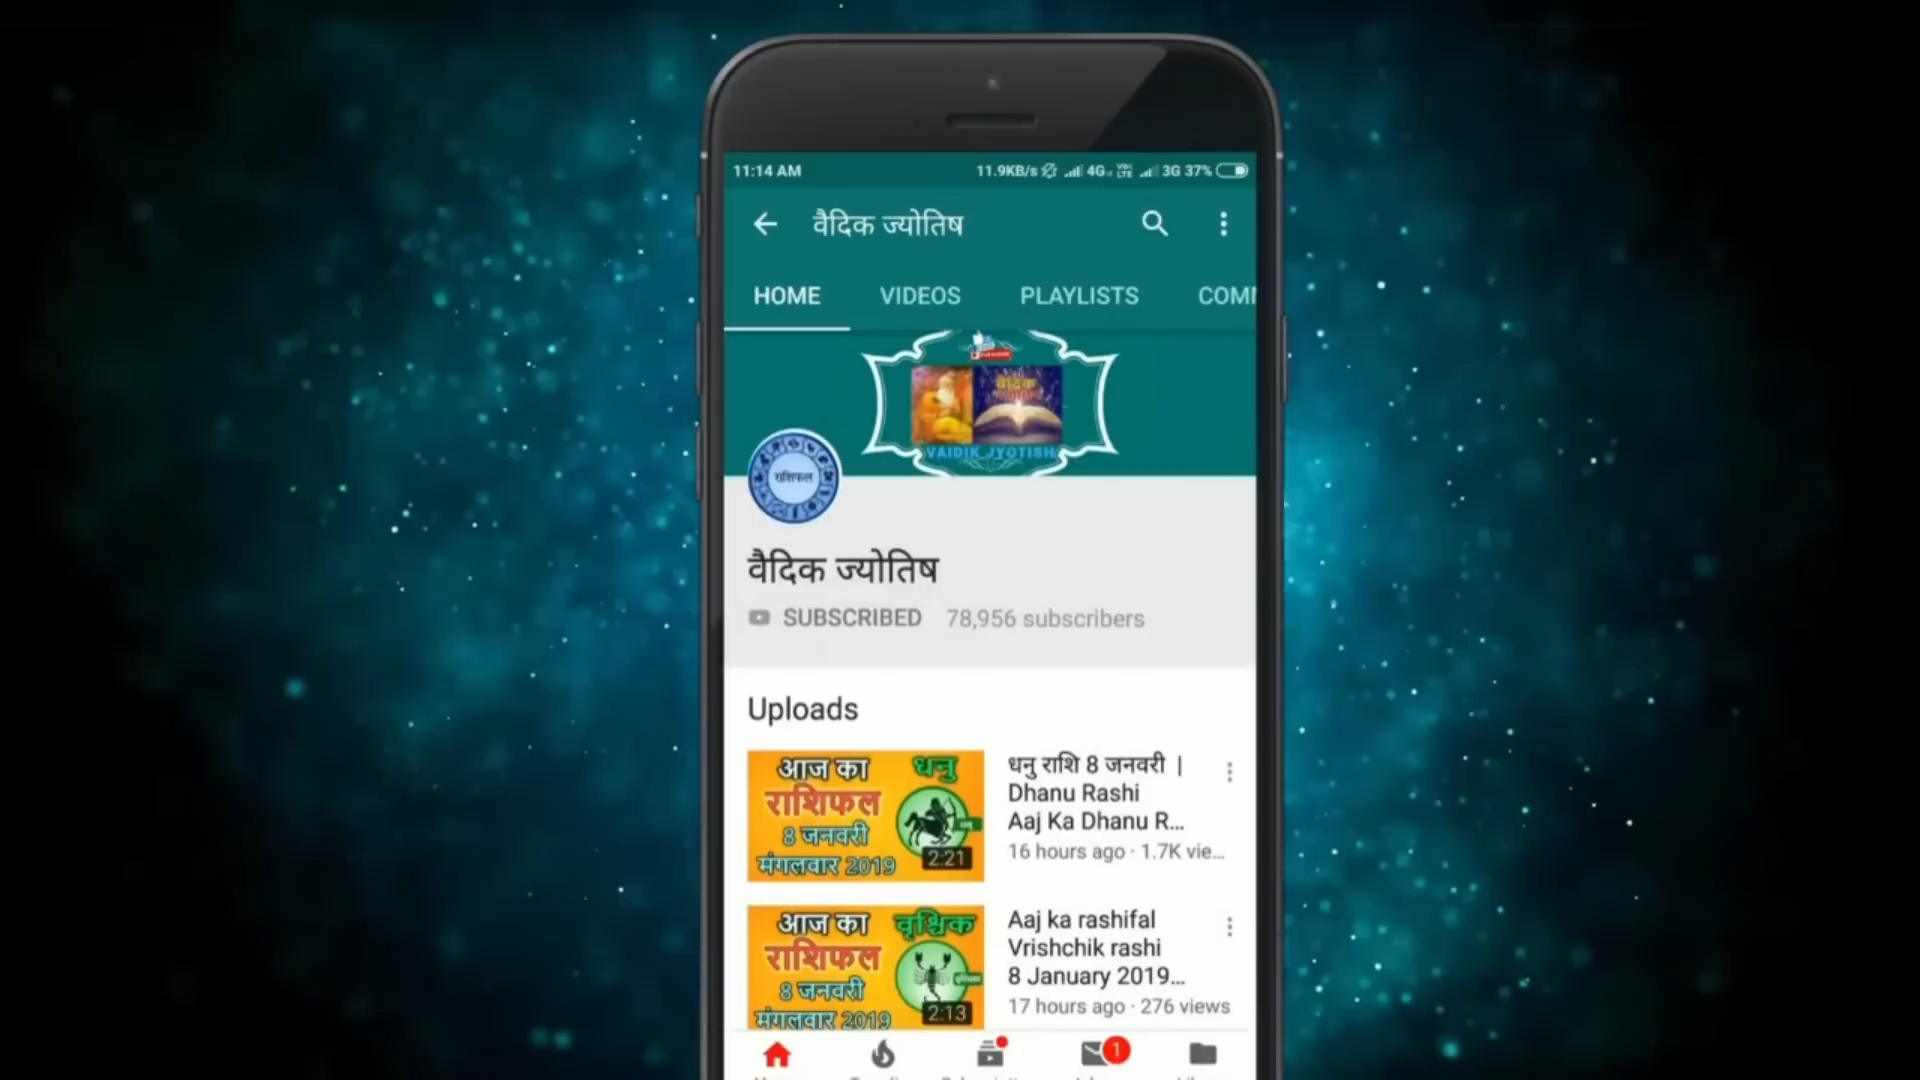 11:14 AM 11.9KB/s 4G 3G 37%
वैदिक ज्योतिष
HOME VIDEOS PLAYLISTS COM
वैदिक
VAIDIK JYOTISH
राशिफल
वैदिक ज्योतिष
SUBSCRIBED 78,956 subscribers
Uploads
आज का धनु
राशिफल
8 जनवरी
मंगलवार 2019
2:21
धनु राशि 8 जनवरी |
Dhanu Rashi
Aaj Ka Dhanu R...
16 hours ago · 1.7K vie...
आज का वृश्चिक
राशिफल
8 जनवरी
मंगलवार 2019
2:13
Aaj ka rashifal
Vrishchik rashi
8 January 2019...
17 hours ago · 276 views
1